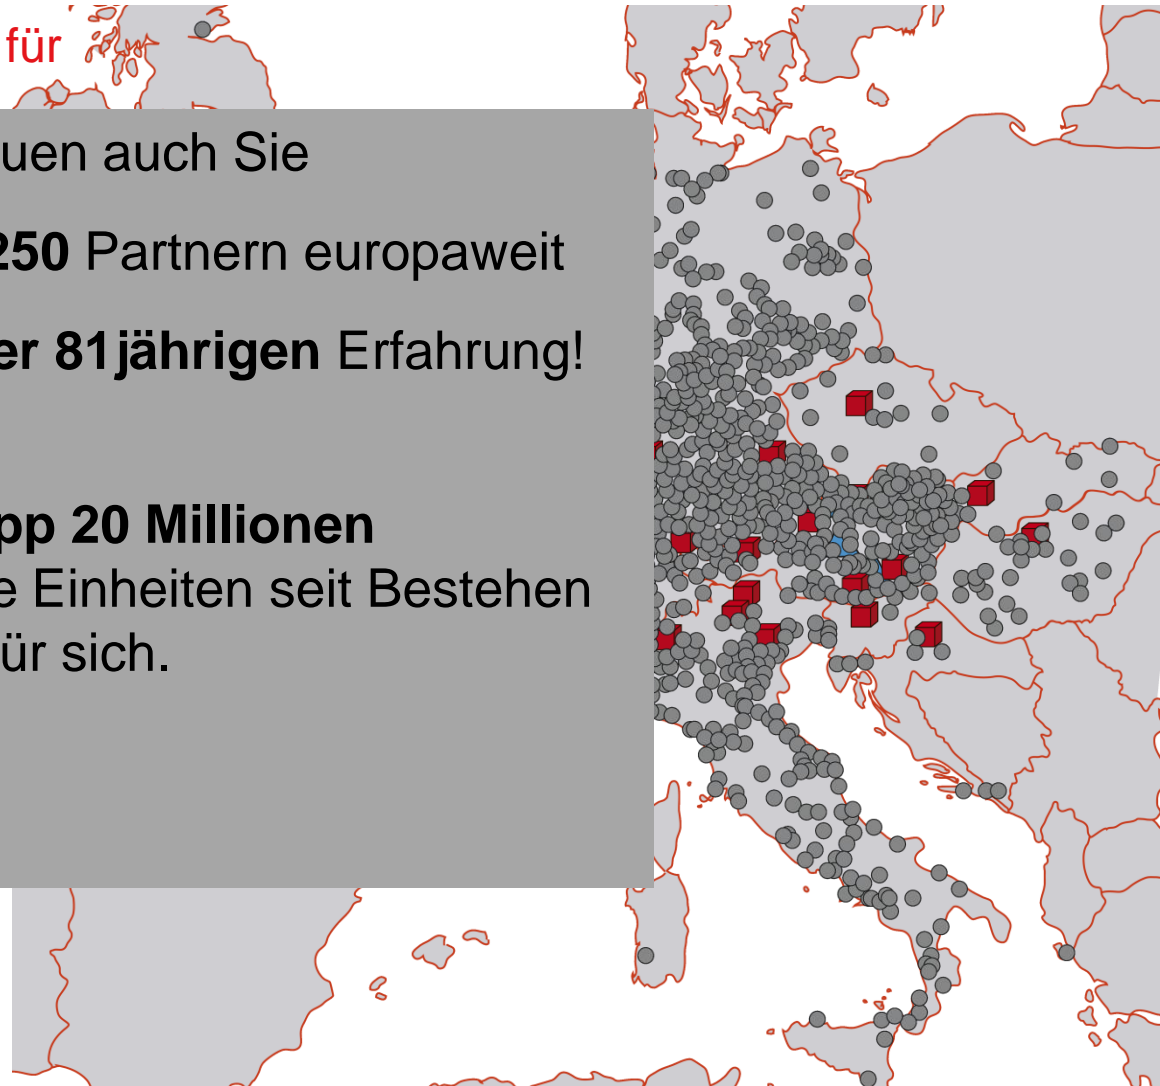 für
uen auch Sie
250 Partnern europaweit
er 81jährigen Erfahrung!
pp 20 Millionen
e Einheiten seit Bestehen
ür sich.